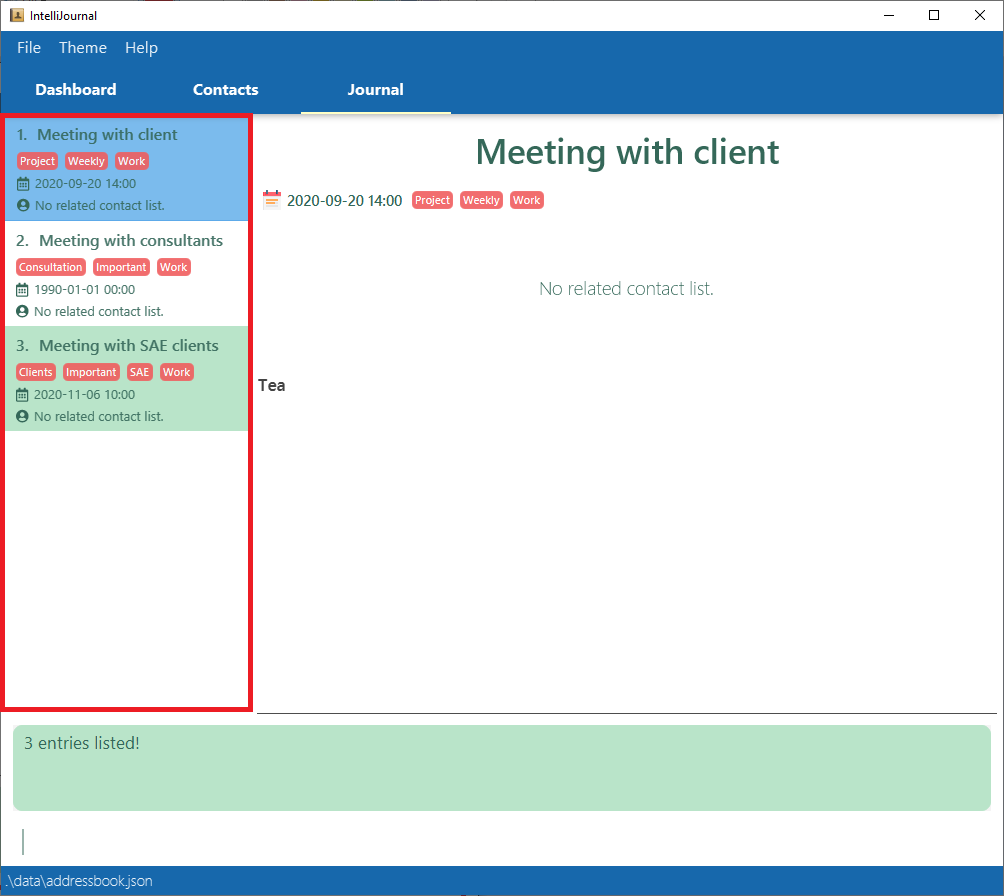 IntelliJournal
File Theme Help
Dashboard Contacts Journal
1. Meeting with client
Project Weekly Work
2020-09-20 14:00
No related contact list.
2. Meeting with consultants
Consultation Important Work
1990-01-01 00:00
No related contact list.
3. Meeting with SAE clients
Clients Important SAE Work
2020-11-06 10:00
No related contact list.
Meeting with client
2020-09-20 14:00 Project Weekly Work
No related contact list.
Tea
3 entries listed!
.\data\addressbook.json